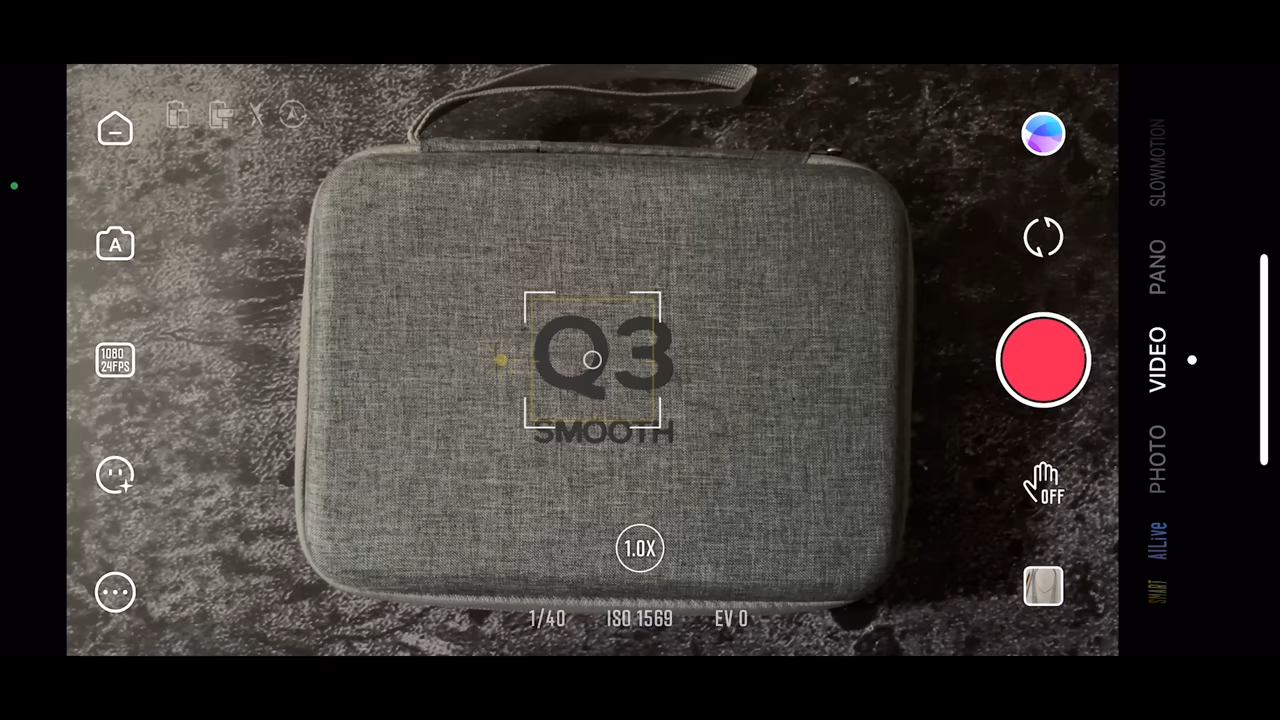 A
1080
24FPS
Q3
SMOOTH
1.0X
1/40
ISO 1569
EV 0
OFF
SLOWMOTION
PANO
VIDEO
PHOTO
AILive
SMART